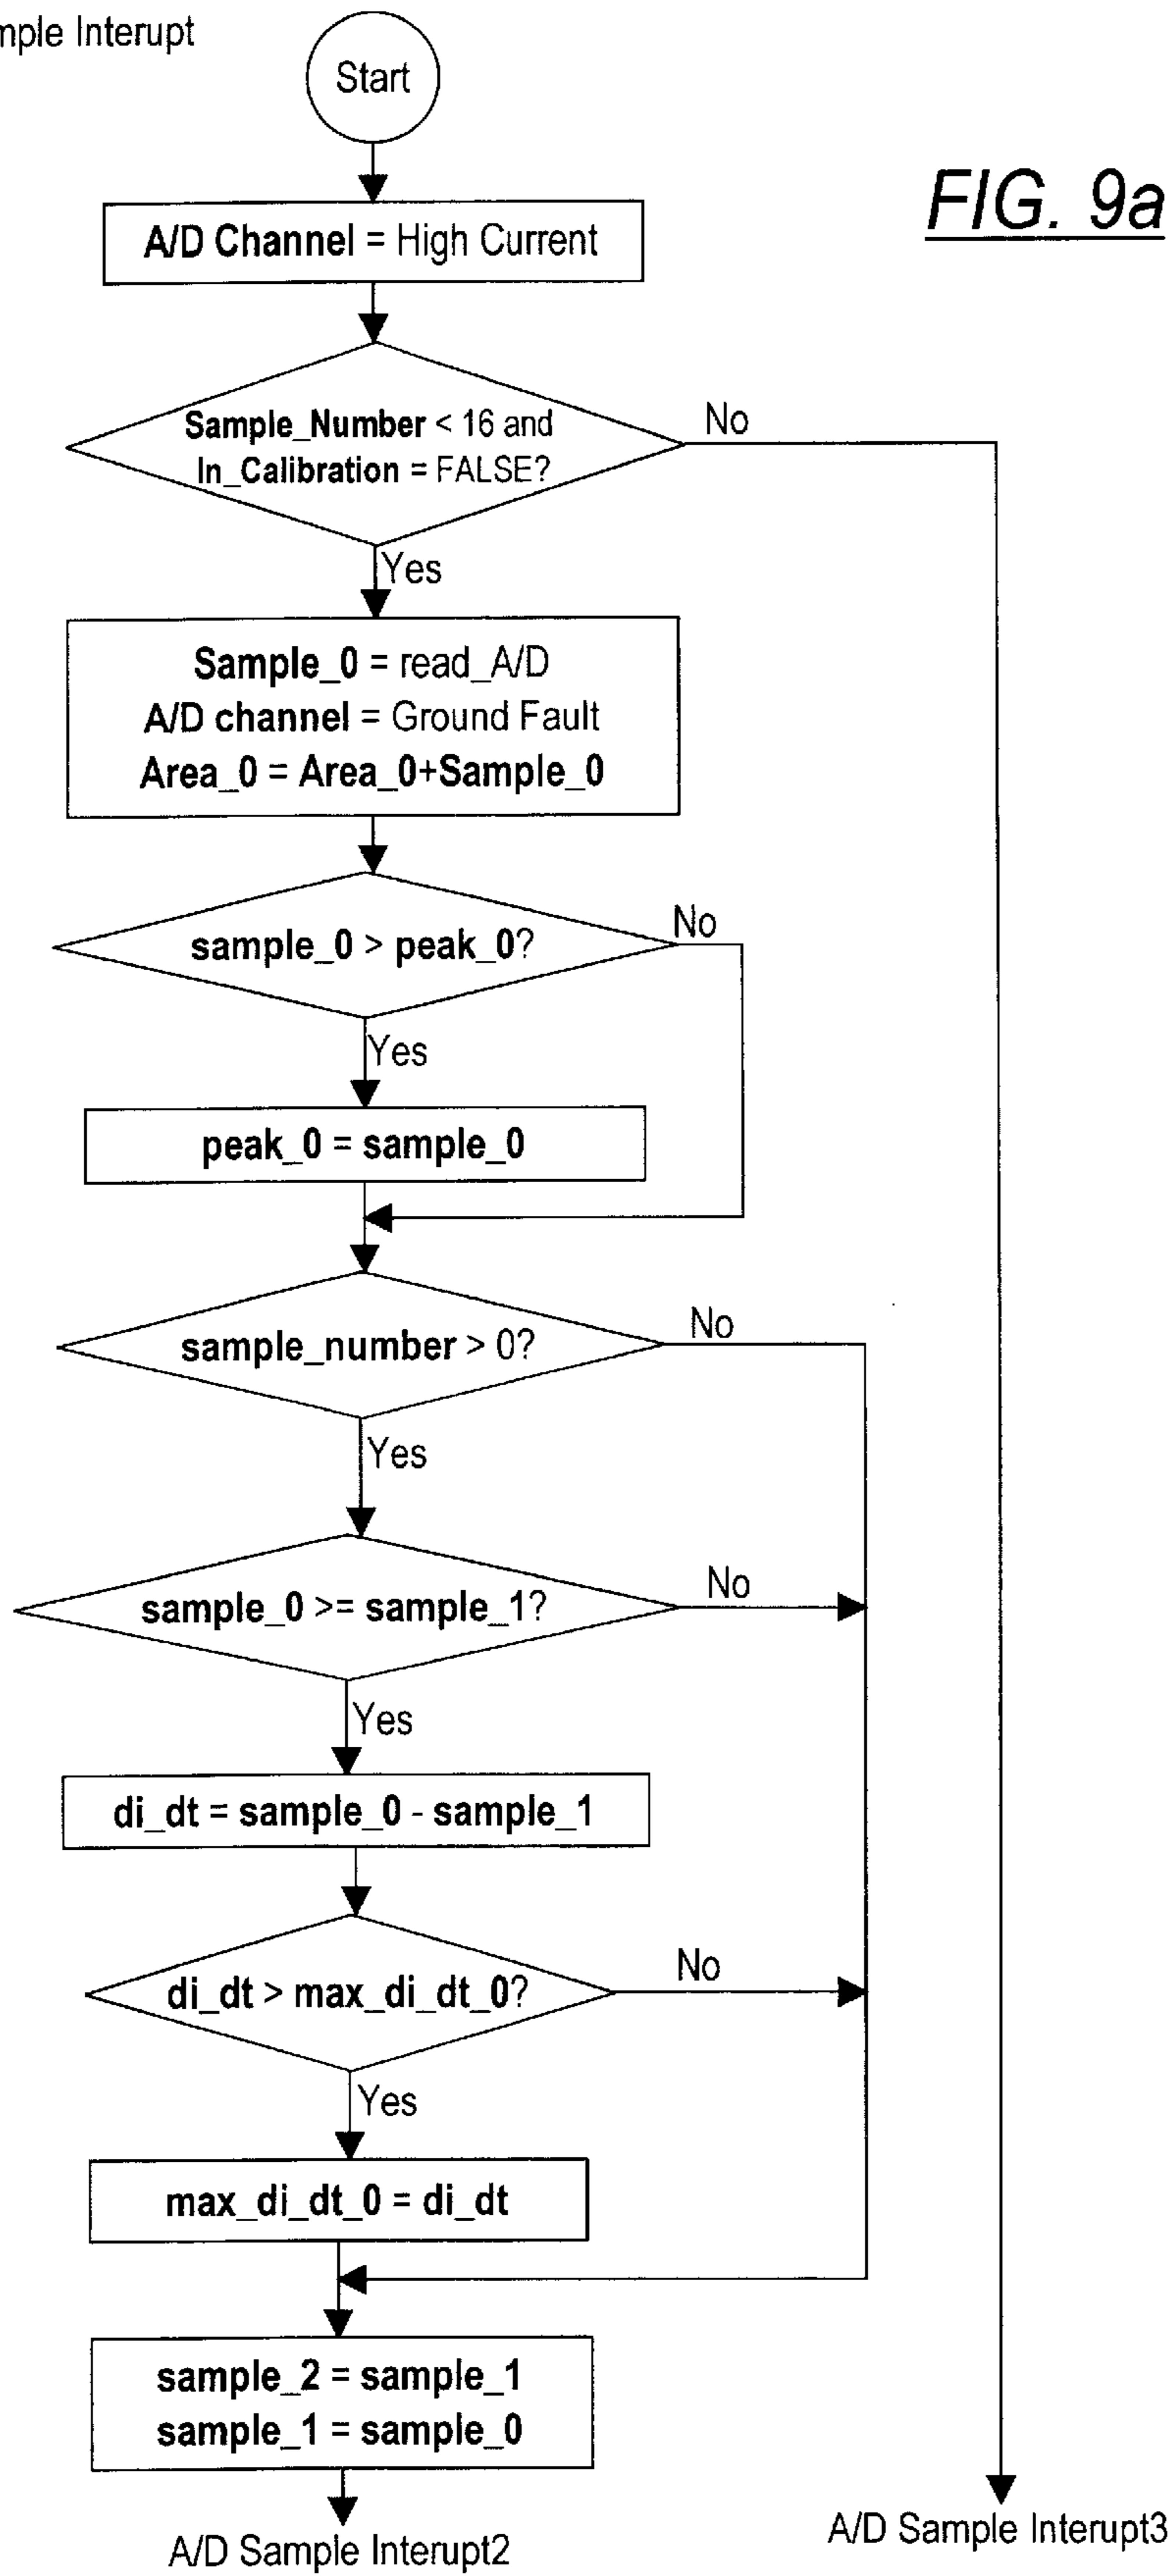 mple Interupt
Start
FIG. 9a
A/D Channel = High Current
Sample_Number < 16 and
In_Calibration = FALSE?
No
Yes
Sample_0 = read_A/D
A/D channel = Ground Fault
Area_0 = Area_0+Sample_0
sample_0 > peak_0?
No
Yes
peak_0 = sample_0
sample_number > 0?
No
Yes
sample_0 >= sample_1?
No
Yes
di_dt = sample_0 - sample_1
di_dt > max_di_dt_0?
No
Yes
max_di_dt_0 = di_dt
sample_2 = sample_1
sample_1 = sample_0
A/D Sample Interupt2
A/D Sample Interupt3